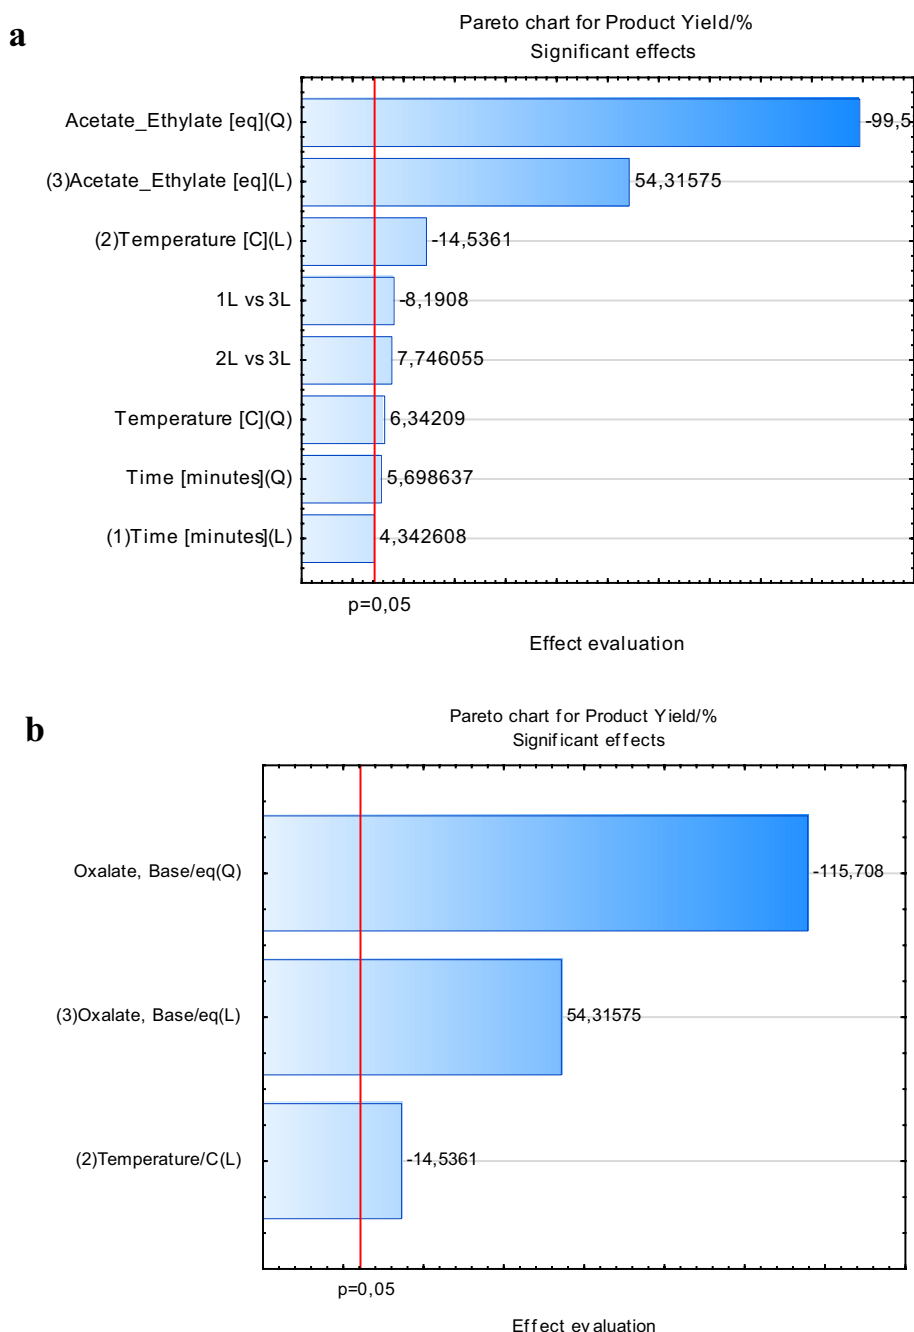 a
Pareto chart for Product Yield/%
Significant effects
Acetate_Ethylate [eq](Q)
-99,5
(3)Acetate_Ethylate [eq](L)
54,31575
(2)Temperature [C](L)
-14,5361
1L vs 3L
-8,1908
2L vs 3L
7,746055
Temperature [C](Q)
6,34209
Time [minutes](Q)
5,698637
(1)Time [minutes](L)
4,342608
p=0,05
Effect evaluation
b
Pareto chart for Product Yield/%
Significant effects
Oxalate, Base/eq(Q)
-115,708
(3)Oxalate, Base/eq(L)
54,31575
(2)Temperature/C(L)
-14,5361
p=0,05
Effect evaluation